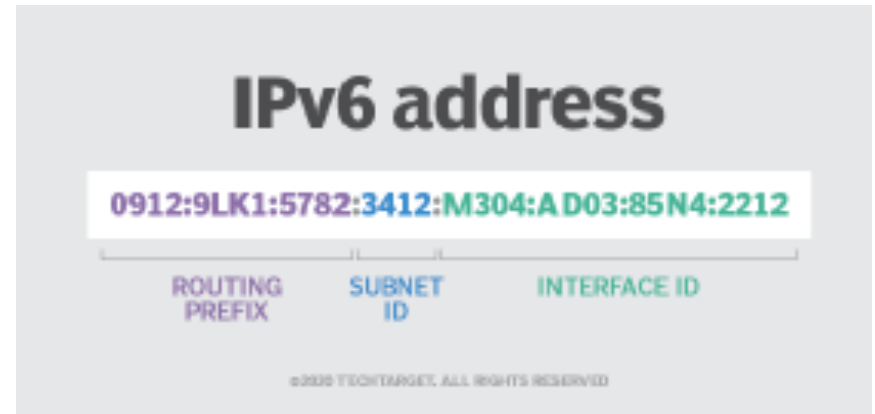 IPv6 address
0912:9LK1:5782:3412:M304:AD03:85N4:2212
ROUTING PREFIX
SUBNET ID
INTERFACE ID
©2020 TECHTARGET. ALL RIGHTS RESERVED